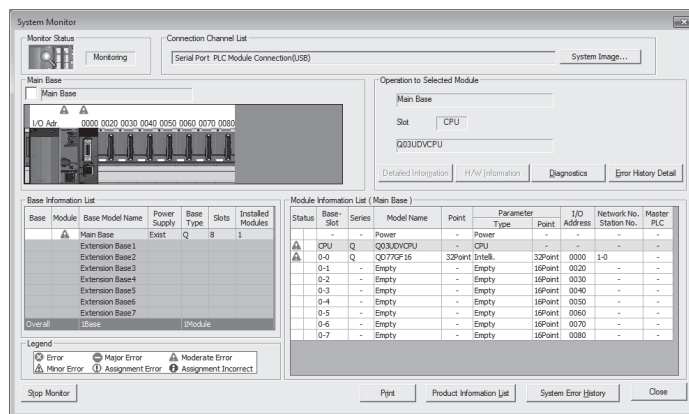 System Monitor
Monitor Status
Monitoring
Connection Channel List
Serial Port PLC Module Connection(USB)
System Image...
Main Base
Main Base
I/O Adr. 0000 0020 0030 0040 0050 0060 0070 0080
Operation to Selected Module
Main Base
Slot CPU
Q03UDVCPU
Detailed Information H/W Information Diagnostics Error History Detail
Base Information List
Base Module Base Model Name Power Supply Base Type Slots Installed Modules
Main Base Exist Q 8 1
Extension Base1
Extension Base2
Extension Base3
Extension Base4
Extension Base5
Extension Base6
Extension Base7
Overall 1Base 1Module
Module Information List ( Main Base )
Status Base-Slot Series Model Name Point Parameter Type Point I/O Address Network No. Station No. Master PLC
- - Power - Power - - - -
CPU Q Q03UDVCPU - CPU - - - -
0-0 Q QD77GF16 32Point Intelli. 32Point 0000 1-0
0-1 - Empty - Empty 16Point 0020 - -
0-2 - Empty - Empty 16Point 0030 - -
0-3 - Empty - Empty 16Point 0040 - -
0-4 - Empty - Empty 16Point 0050 - -
0-5 - Empty - Empty 16Point 0060 - -
0-6 - Empty - Empty 16Point 0070 - -
0-7 - Empty - Empty 16Point 0080 - -
Legend
Error Major Error Moderate Error
Minor Error Assignment Error Assignment Incorrect
Stop Monitor
Print Product Information List System Error History Close